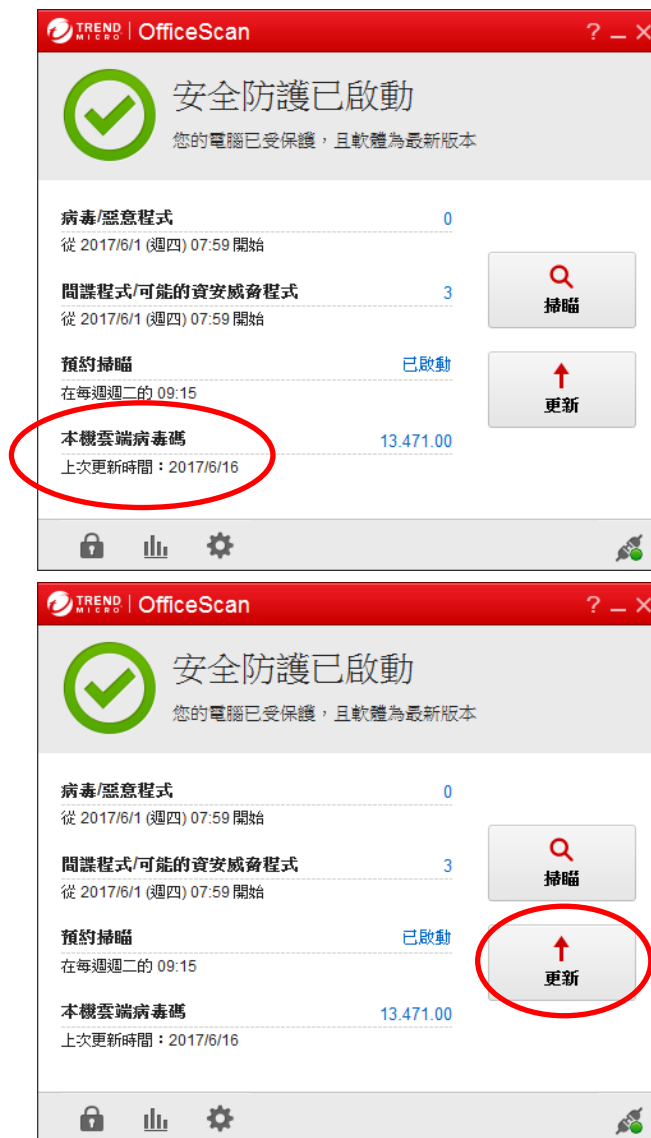 TREND MICRO | OfficeScan ? _ ×
安全防護已啟動
您的電腦已受保護，且軟體為最新版本
病毒/惡意程式 0
從 2017/6/1 (週四) 07:59 開始
間諜程式/可能的資安威脅程式 3
從 2017/6/1 (週四) 07:59 開始
掃瞄
預約掃瞄 已啟動
在每週週二的 09:15
更新
本機雲端病毒碼 13.471.00
上次更新時間：2017/6/16
TREND MICRO | OfficeScan ? _ ×
安全防護已啟動
您的電腦已受保護，且軟體為最新版本
病毒/惡意程式 0
從 2017/6/1 (週四) 07:59 開始
間諜程式/可能的資安威脅程式 3
從 2017/6/1 (週四) 07:59 開始
掃瞄
預約掃瞄 已啟動
在每週週二的 09:15
更新
本機雲端病毒碼 13.471.00
上次更新時間：2017/6/16